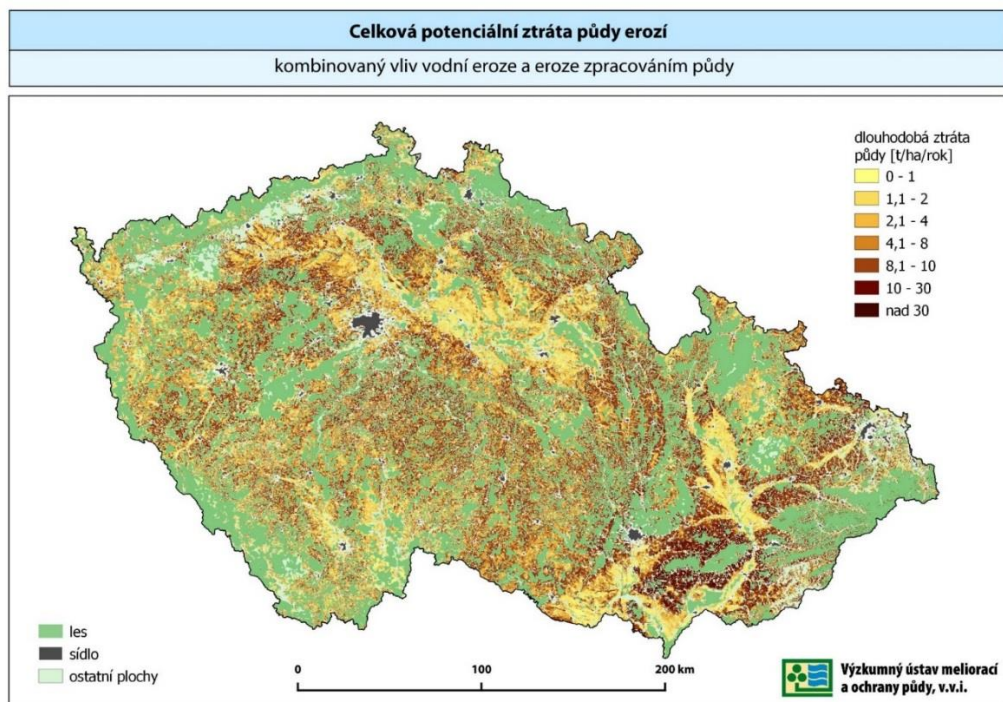 Celková potenciální ztráta půdy erozí
kombinovaný vliv vodní eroze a eroze zpracováním půdy
dlouhodobá ztráta
půdy [t/ha/rok]
0 - 1
1,1 - 2
2,1 - 4
4,1 - 8
8,1 - 10
10 - 30
nad 30
les
sídlo
ostatní plochy
0 100 200 km
Výzkumný ústav meliorací
a ochrany půdy, v.v.i.